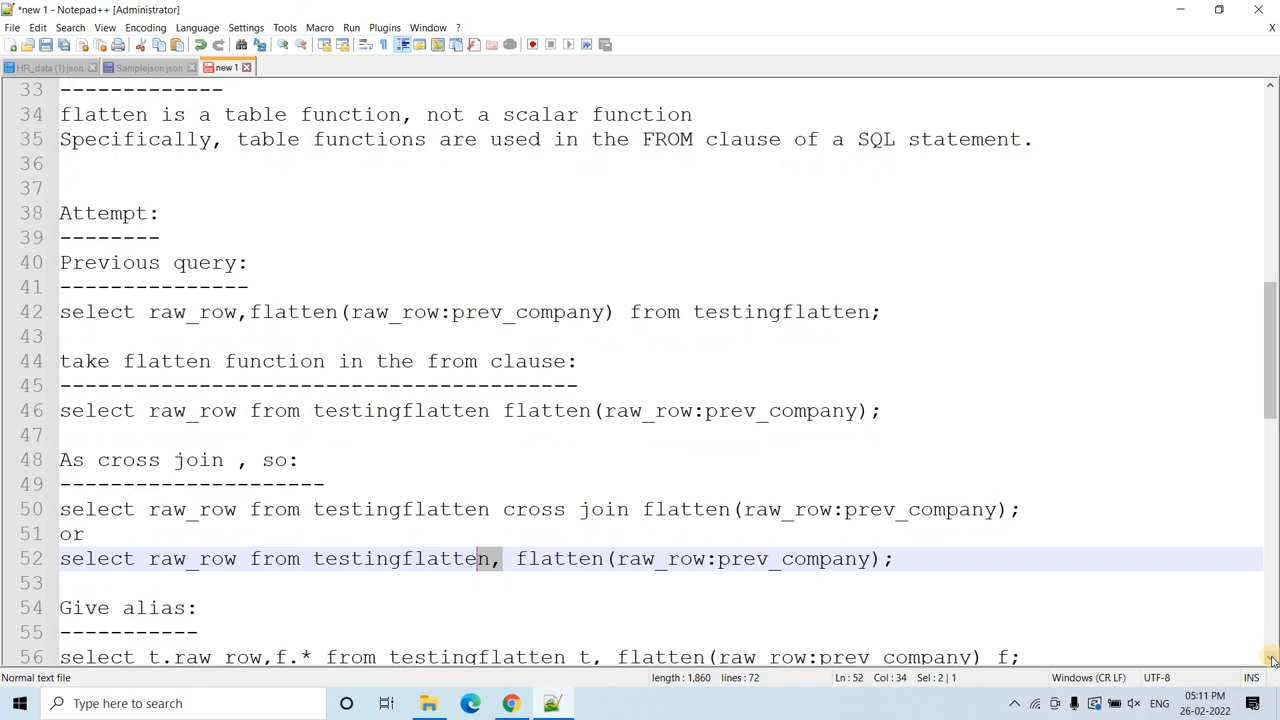 *new 1 - Notepad++ [Administrator]
File Edit Search View Encoding Language Settings Tools Macro Run Plugins Window ? X
HR_data (1).json Samplejson.json new 1
33 -------------
34 flatten is a table function, not a scalar function
35 Specifically, table functions are used in the FROM clause of a SQL statement.
36
37
38 Attempt:
39 --------
40 Previous query:
41 ---------------
42 select raw_row,flatten(raw_row:prev_company) from testingflatten;
43
44 take flatten function in the from clause:
45 -----------------------------------------
46 select raw_row from testingflatten flatten(raw_row:prev_company);
47
48 As cross join , so:
49 ---------------------
50 select raw_row from testingflatten cross join flatten(raw_row:prev_company);
51 or
52 select raw_row from testingflatten, flatten(raw_row:prev_company);
53
54 Give alias:
55 -----------
56 select t.raw_row,f.* from testingflatten t, flatten(raw_row:prev_company) f;
Normal text file length : 1,860 lines : 72 Ln : 52 Col : 34 Sel : 2 | 1 Windows (CR LF) UTF-8 INS
Type here to search ENG 05:11 PM
26-02-2022